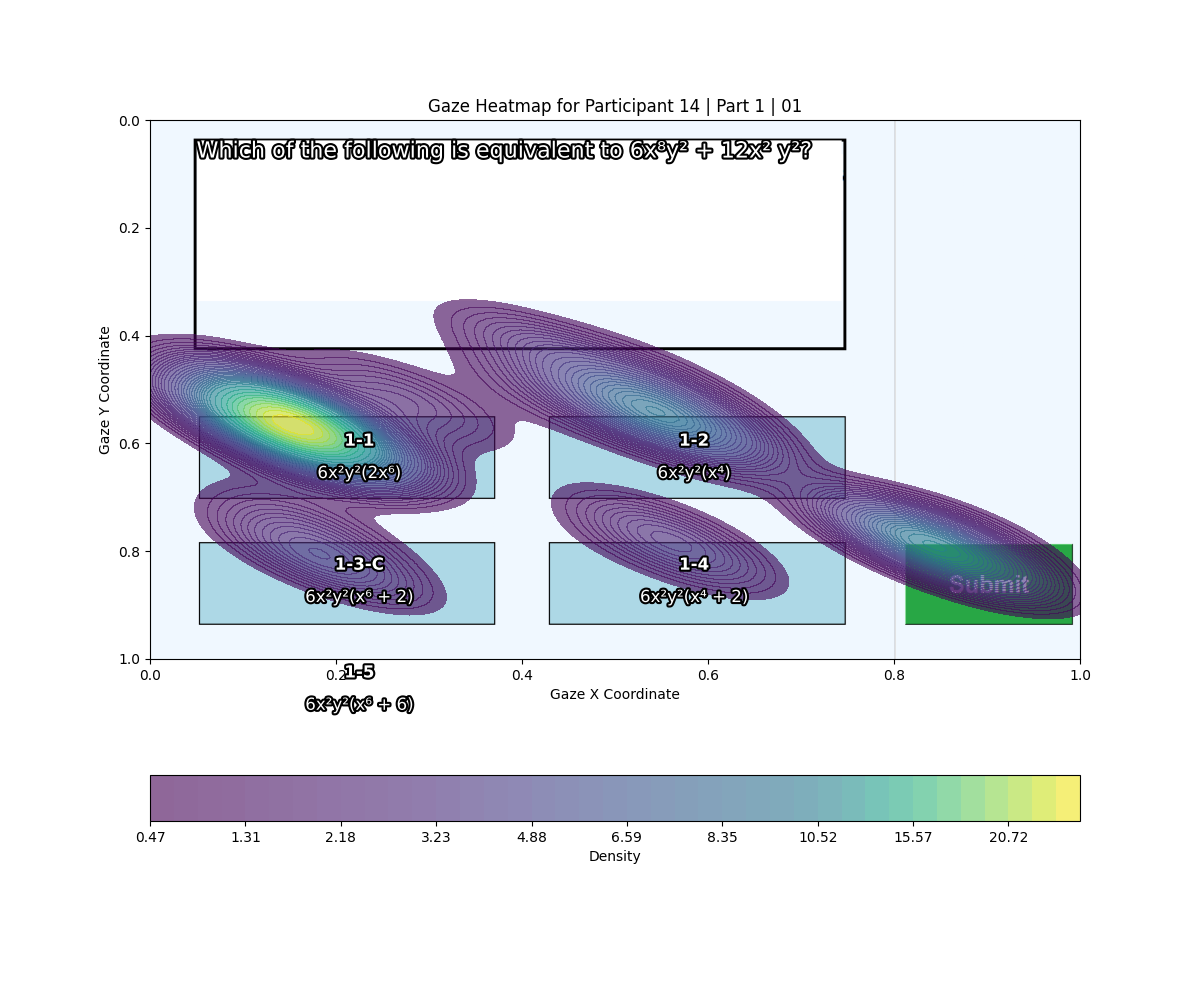 Gaze Heatmap for Participant 14 | Part 1 | 01
0.0
Which of the following is equivalent to 6x⁸y² + 12x² y²?
0.2
0.4
Gaze Y Coordinate
0.6
1-1
6x²y²(2x⁶)
1-2
6x²y²(x⁴)
0.8
1-3-C
6x²y²(x⁶ + 2)
1-4
6x²y²(x⁴ + 2)
Submit
1.0
0.0 0.2 0.4 0.6 0.8 1.0
1-5
6x²y²(x⁶ + 6)
Gaze X Coordinate
0.47 1.31 2.18 3.23 4.88 6.59 8.35 10.52 15.57 20.72
Density